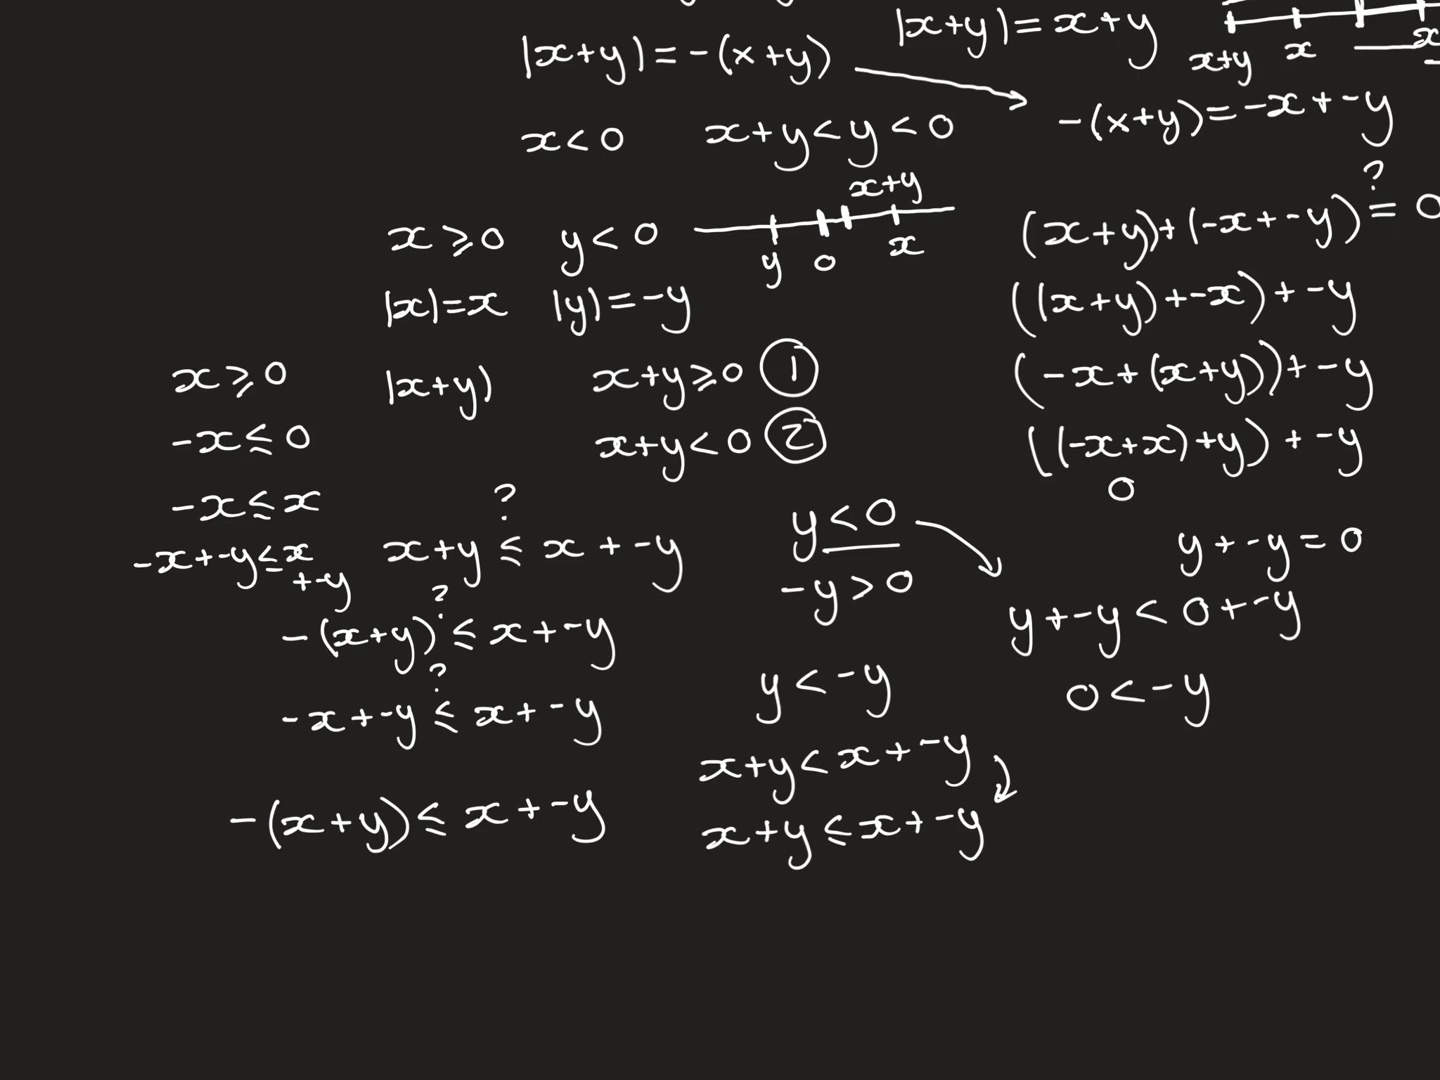 |x+y|=-(x+y)
|x+y|=x+y
x+y x
-(x+y)=-x+-y
x<0 x+y<y<0
x⩾0 y<0
x+y
y 0 x
?
(x+y)+(-x+-y)=0
|x|=x |y|=-y
((x+y)+-x)+-y
x⩾0
|x+y|
x+y⩾0 ①
(-x+(x+y))+-y
-x≤0
x+y<0 ②
((-x+x)+y)+-y
0
-x≤x
?
y<0
-x+-y≤x
+-y
x+y≤x+-y
-y>0
y+-y=0
?
-(x+y)≤x+-y
y+-y<0+-y
?
-x+-y≤x+-y
y<-y
0<-y
x+y<x+-y
-(x+y)≤x+-y
x+y≤x+-y